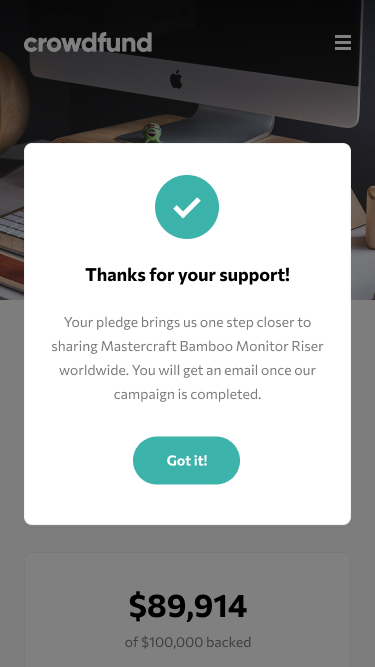 crowdfund
Thanks for your support!
Your pledge brings us one step closer to
sharing Mastercraft Bamboo Monitor Riser
worldwide. You will get an email once our
campaign is completed.
Got it!
$89,914
of $100,000 backed